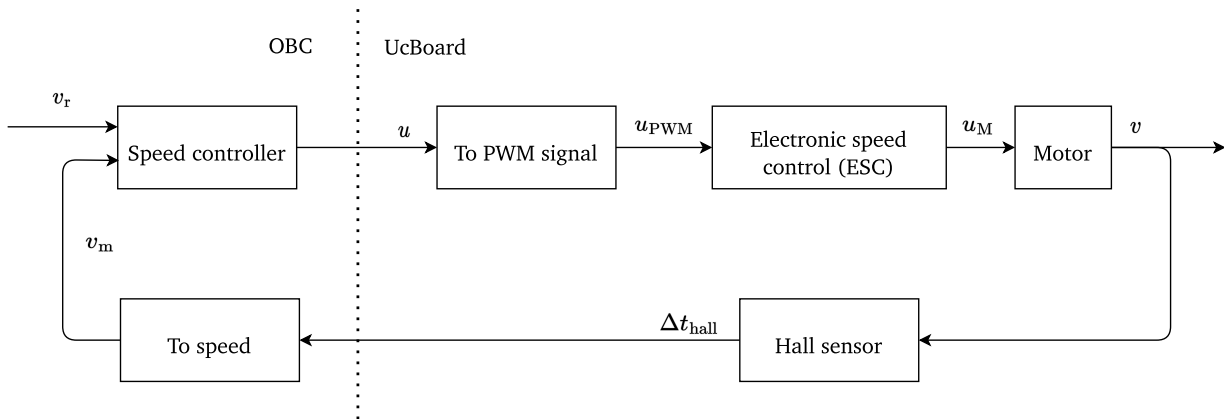 OBC
UcBoard
v_r
Speed controller
u
To PWM signal
u_PWM
Electronic speed
control (ESC)
u_M
Motor
v
v_m
To speed
Δt_hall
Hall sensor